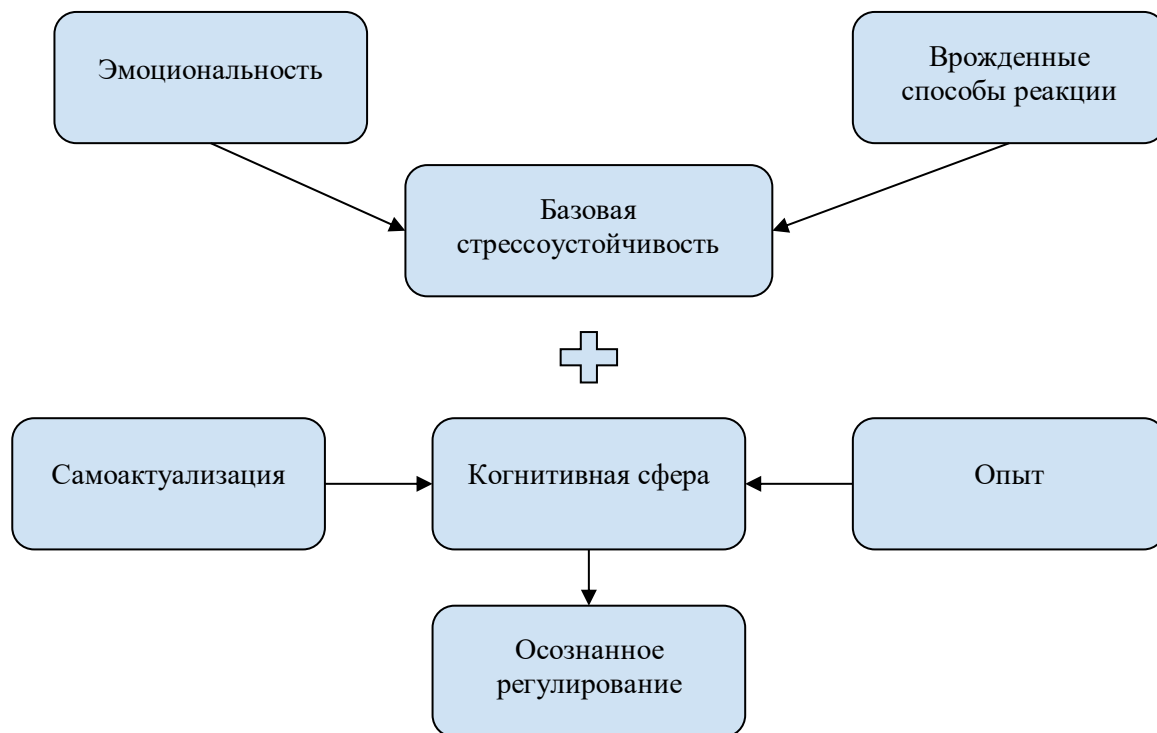 Эмоциональность
Врожденные
способы реакции
Базовая
стрессоустойчивость
Самоактуализация
Когнитивная сфера
Опыт
Осознанное
регулирование